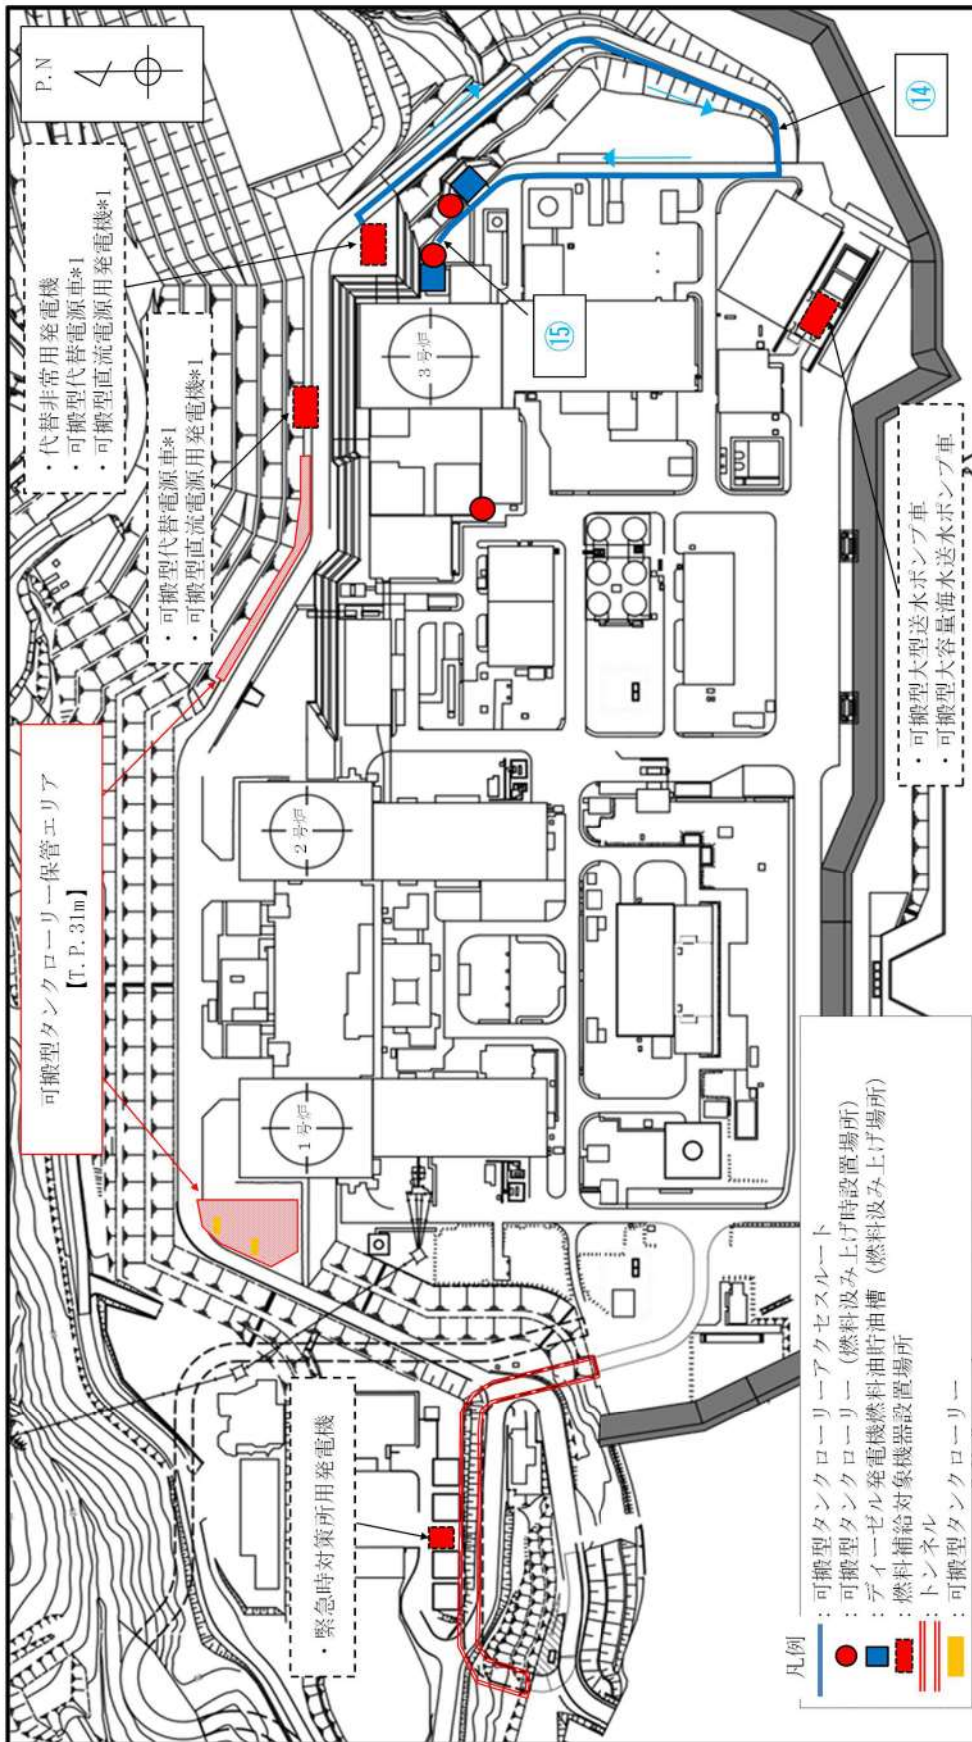 P.N
・代替非常用発電機
・可搬型代替電源車*1
・可搬型直流電源用発電機*1
・可搬型代替電源車*1
・可搬型直流電源用発電機*1
可搬型タンクローリー保管エリア
【T.P.31m】
・緊急時対策所用発電機
1号炉
2号炉
3号炉
⑭
⑮
・可搬型大型送水ポンプ車
・可搬型大容量海水送水ポンプ車
凡例
：可搬型タンクローリーアクセスルート
：可搬型タンクローリー（燃料汲み上げ時設置場所）
：ディーゼル発電機燃料油貯油槽（燃料汲み上げ場所）
：燃料補給対象機器設置場所
：トンネル
：可搬型タンクローリー